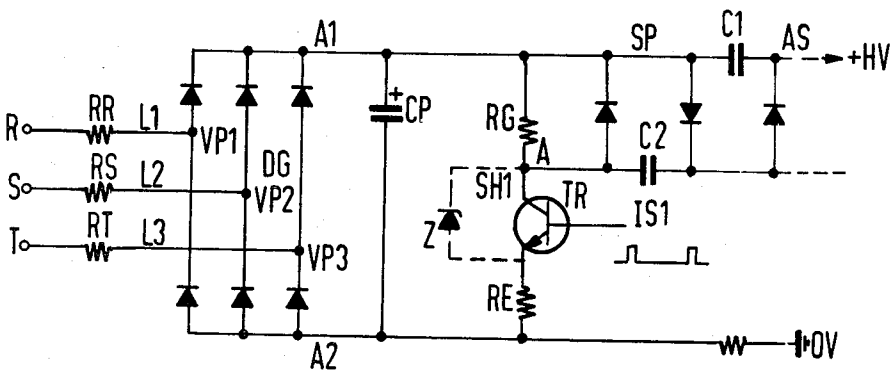 A1 SP C1 AS +HV
RR L1 + CP RG
R VP1 C2
RS L2 DG A
S VP2 SH1 TR
RT L3 Z IS1
T VP3
RE
A2 0V